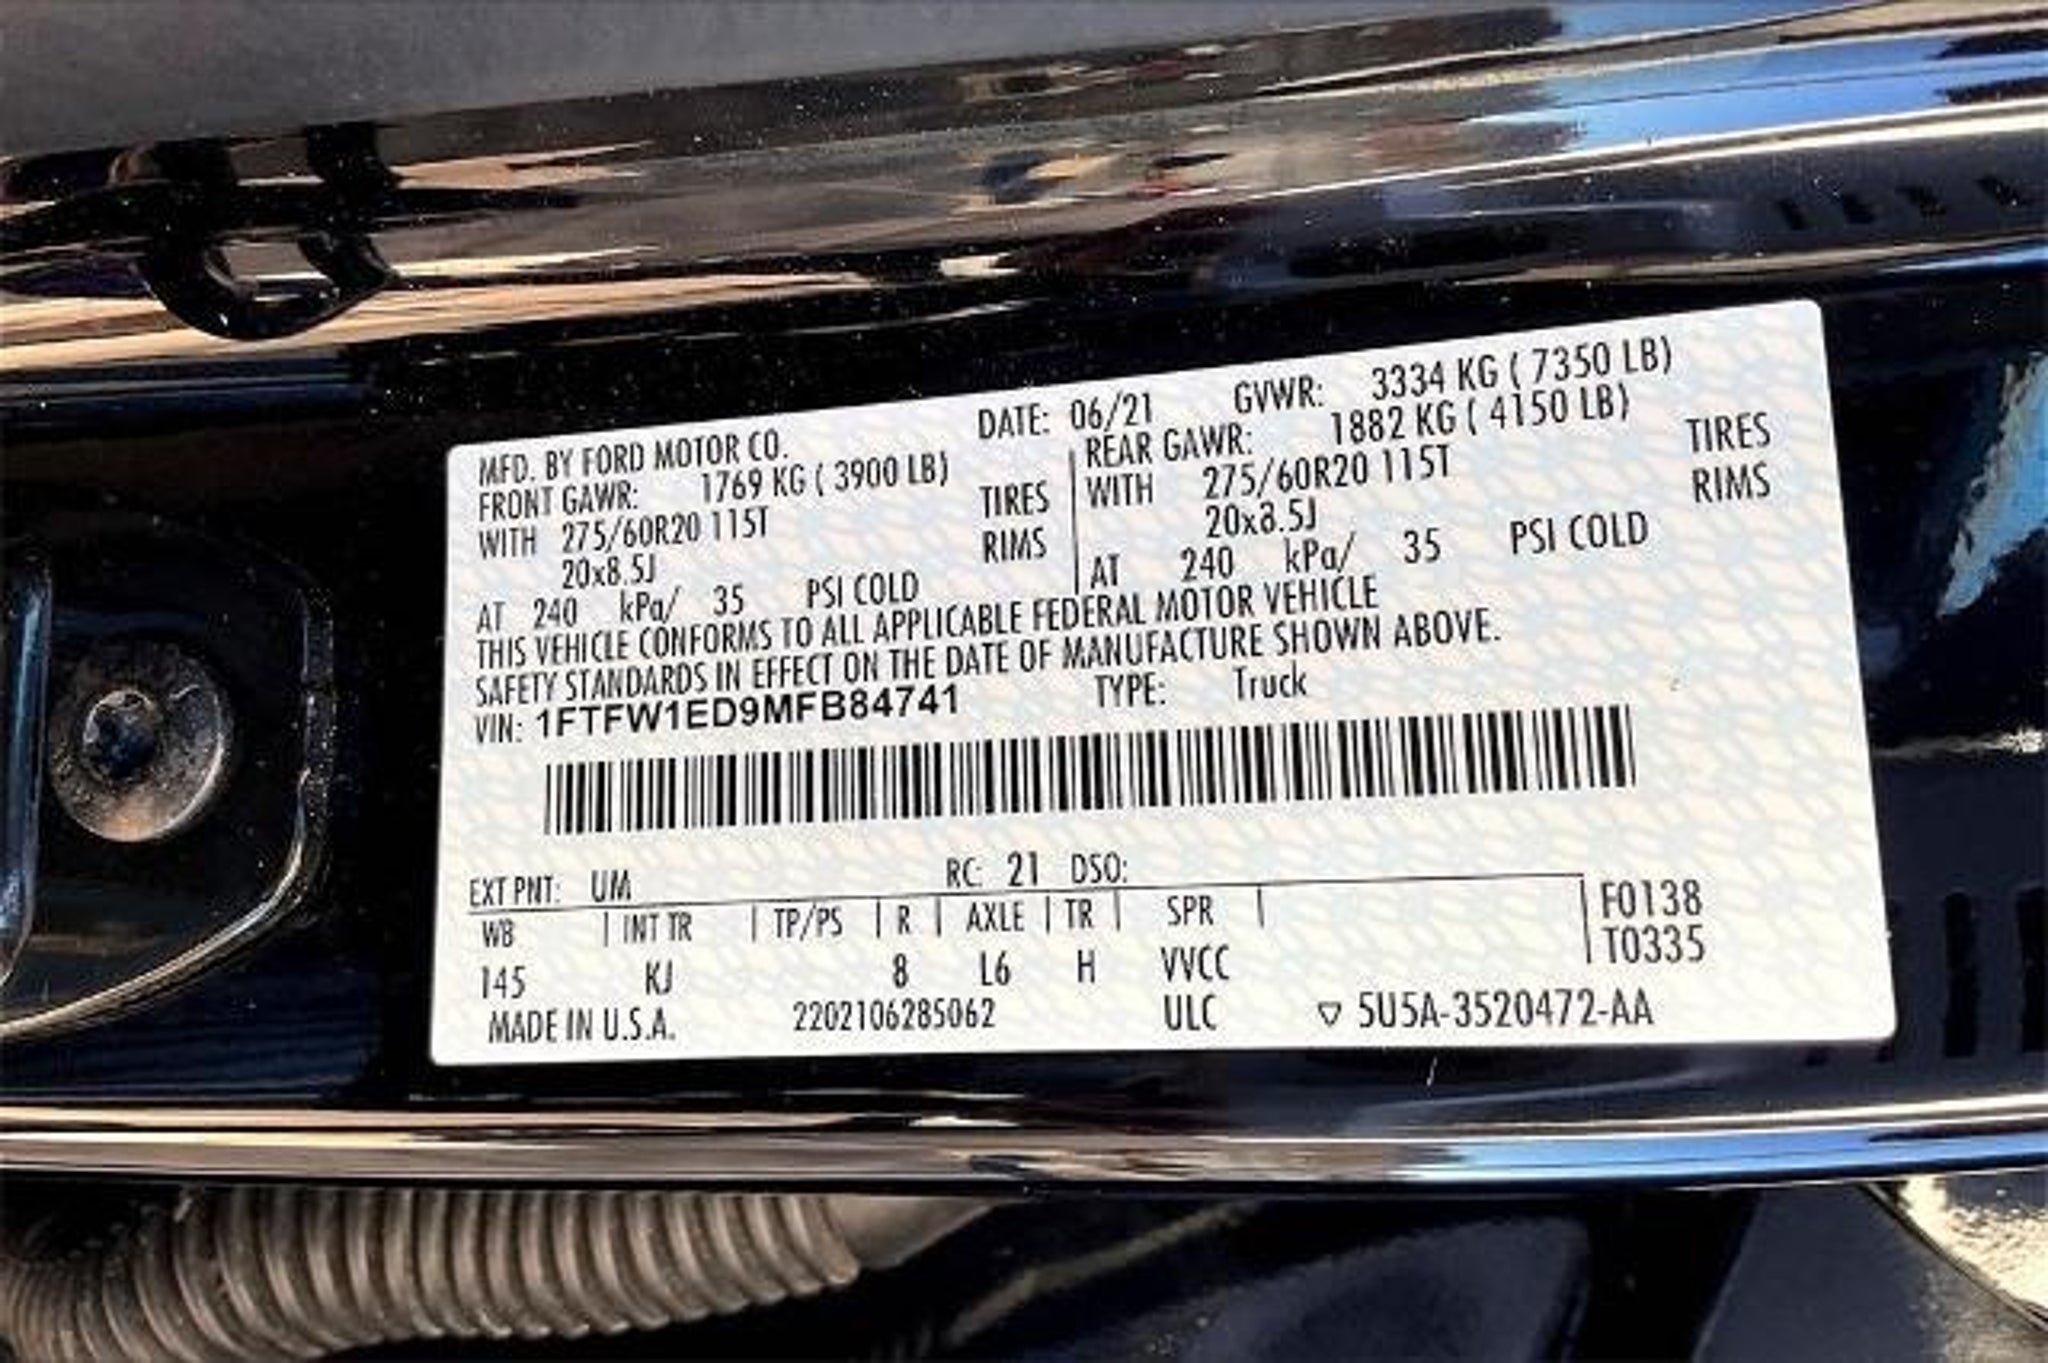 MFD. BY FORD MOTOR CO. DATE: 06/21 GVWR: 3334 KG ( 7350 LB)
FRONT GAWR: 1769 KG ( 3900 LB) REAR GAWR: 1882 KG ( 4150 LB)
WITH 275/60R20 115T TIRES WITH 275/60R20 115T TIRES
20x8.5J RIMS 20x8.5J RIMS
AT 240 kPa/ 35 PSI COLD AT 240 kPa/ 35 PSI COLD
THIS VEHICLE CONFORMS TO ALL APPLICABLE FEDERAL MOTOR VEHICLE
SAFETY STANDARDS IN EFFECT ON THE DATE OF MANUFACTURE SHOWN ABOVE.
VIN: 1FTFW1ED9MFB84741 TYPE: Truck
EXT PNT: UM RC: 21 DSO:
WB INT TR TP/PS R AXLE TR SPR F0138
T0335
145 KJ 8 L6 H VVCC
MADE IN U.S.A. 2202106285062 ULC ▽ 5U5A-3520472-AA